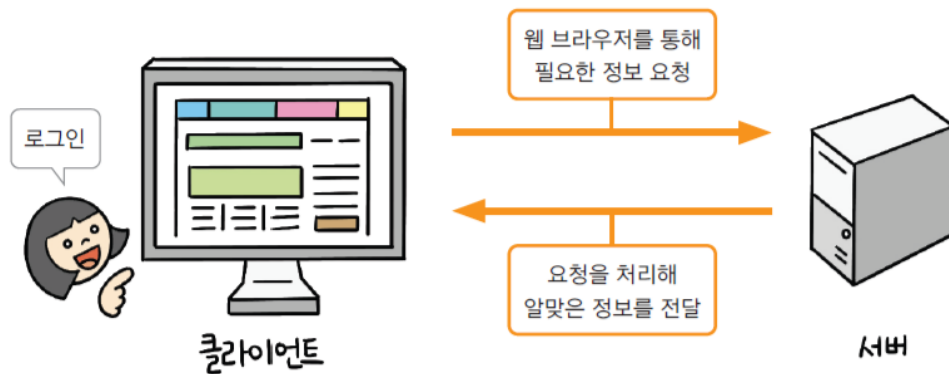 웹 브라우저를 통해
필요한 정보 요청
로그인
요청을 처리해
알맞은 정보를 전달
클라이언트
서버